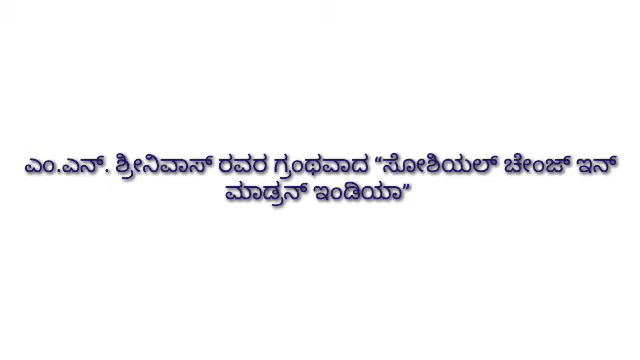 ಎಂ.ಎನ್. ಶ್ರೀನಿವಾಸ್ ರವರ ಗ್ರಂಥವಾದ “ಸೋಶಿಯಲ್ ಚೇಂಜ್ ಇನ್
ಮಾಡ್ರನ್ ಇಂಡಿಯಾ”